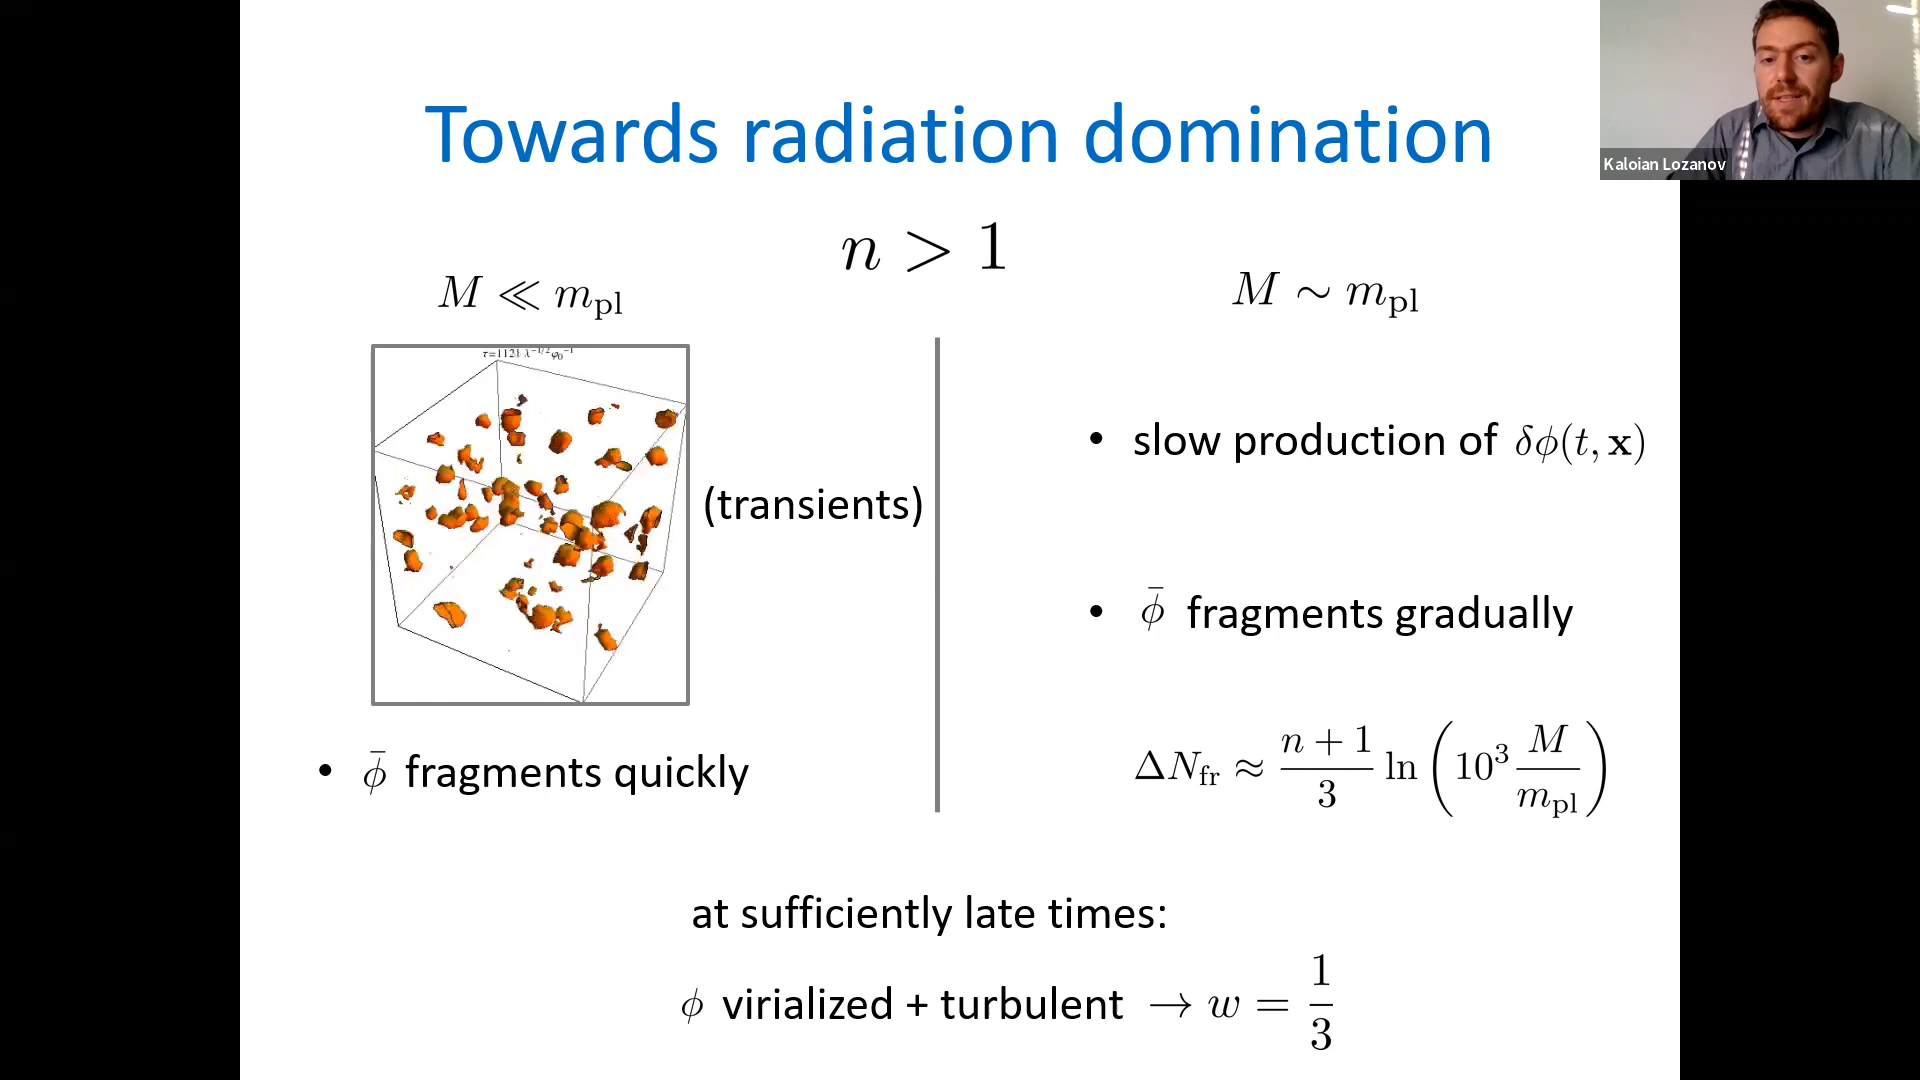 Towards radiation domination
Kaloian Lozanov
n > 1
M ≪ m_pl
M ∼ m_pl
(transients)
• φ̄ fragments quickly
• slow production of δϕ(t, x)
• ϕ̄ fragments gradually
ΔN_fr ≈ (n + 1)/3 ln (10³ M/m_pl)
at sufficiently late times:
ϕ virialized + turbulent → w = 1/3